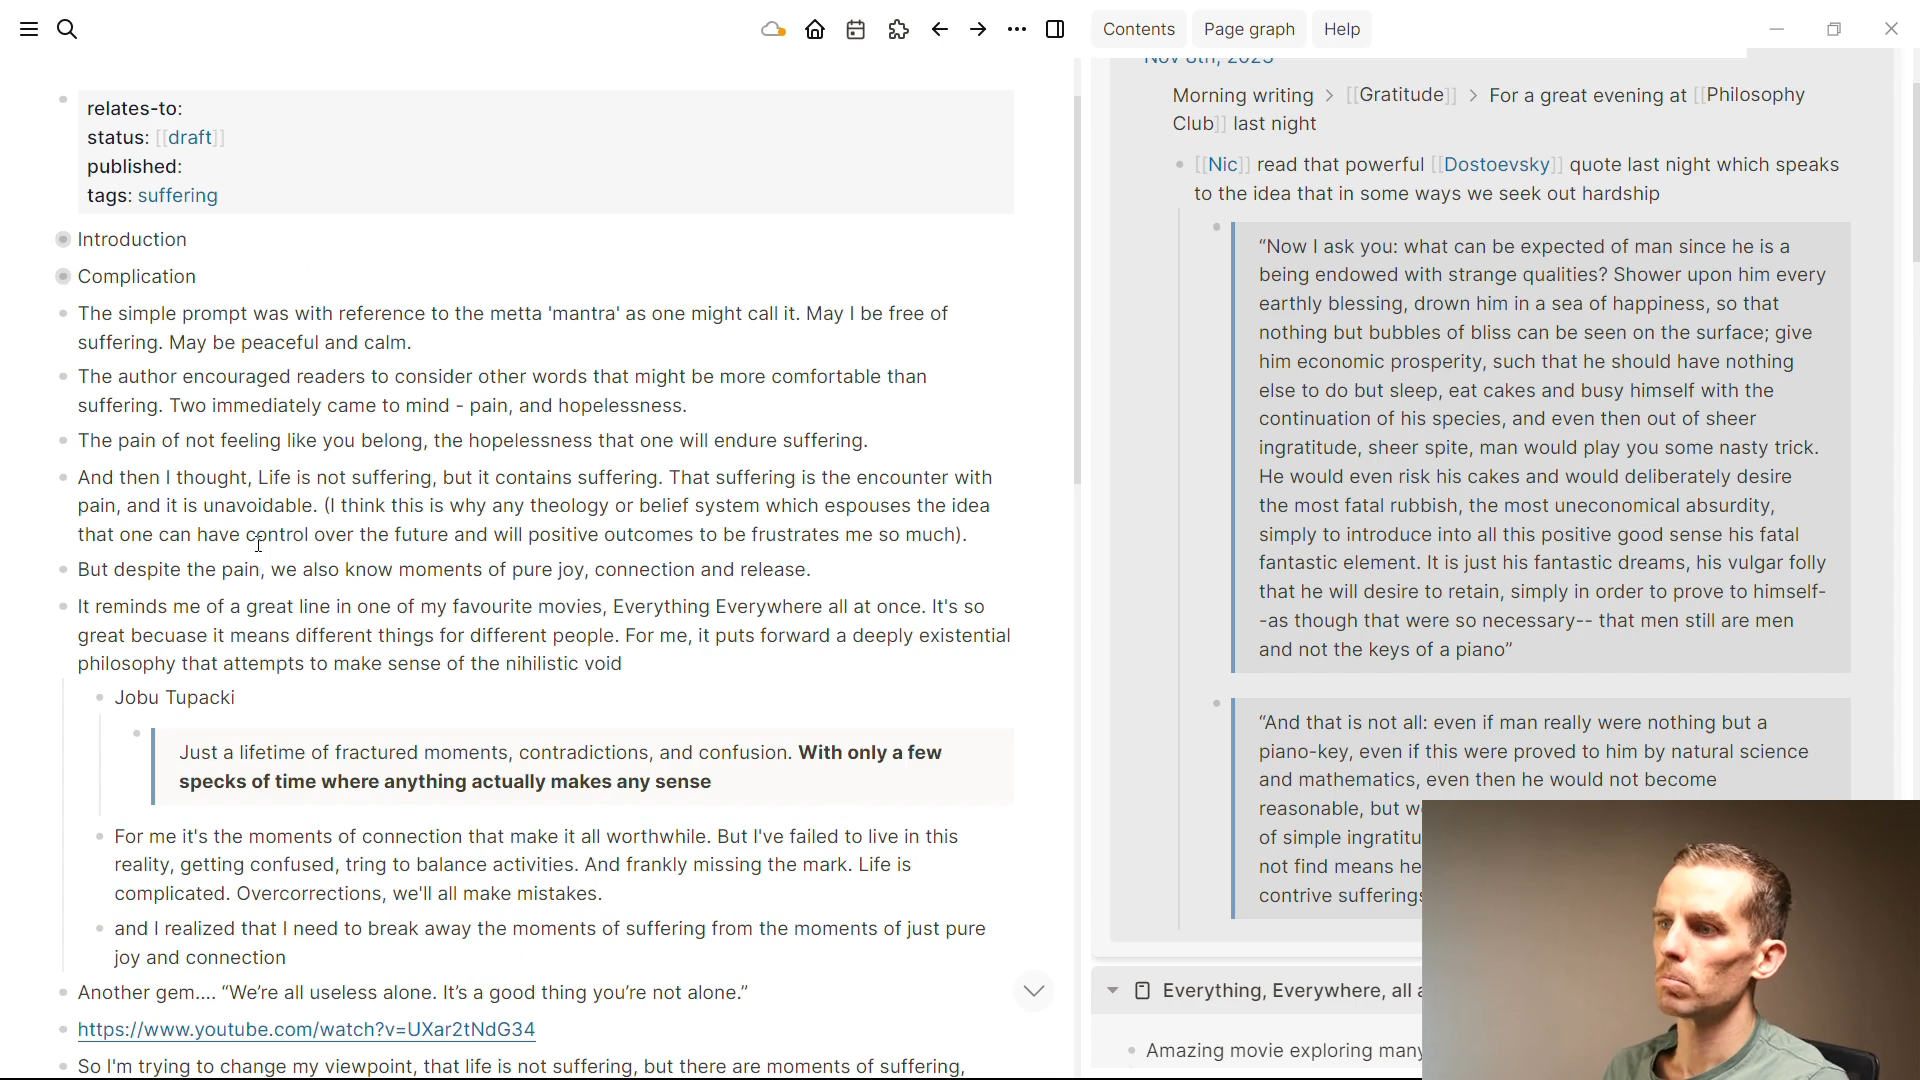 Contents
Page graph
Help
relates-to:
status: [[draft]]
published:
tags: suffering
Introduction
Complication
The simple prompt was with reference to the metta 'mantra' as one might call it. May I be free of
suffering. May be peaceful and calm.
The author encouraged readers to consider other words that might be more comfortable than
suffering. Two immediately came to mind - pain, and hopelessness.
The pain of not feeling like you belong, the hopelessness that one will endure suffering.
And then I thought, Life is not suffering, but it contains suffering. That suffering is the encounter with
pain, and it is unavoidable. (I think this is why any theology or belief system which espouses the idea
that one can have control over the future and will positive outcomes to be frustrates me so much).
But despite the pain, we also know moments of pure joy, connection and release.
It reminds me of a great line in one of my favourite movies, Everything Everywhere all at once. It's so
great becuase it means different things for different people. For me, it puts forward a deeply existential
philosophy that attempts to make sense of the nihilistic void
Jobu Tupacki
Just a lifetime of fractured moments, contradictions, and confusion. With only a few
specks of time where anything actually makes any sense
For me it's the moments of connection that make it all worthwhile. But I've failed to live in this
reality, getting confused, tring to balance activities. And frankly missing the mark. Life is
complicated. Overcorrections, we'll all make mistakes.
and I realized that I need to break away the moments of suffering from the moments of just pure
joy and connection
Another gem.... “We’re all useless alone. It’s a good thing you’re not alone.”
https://www.youtube.com/watch?v=UXar2tNdG34
So I'm trying to change my viewpoint, that life is not suffering, but there are moments of suffering,
Nov 8th, 2023
Morning writing > [[Gratitude]] > For a great evening at [[Philosophy
Club]] last night
[[Nic]] read that powerful [[Dostoevsky]] quote last night which speaks
to the idea that in some ways we seek out hardship
“Now I ask you: what can be expected of man since he is a
being endowed with strange qualities? Shower upon him every
earthly blessing, drown him in a sea of happiness, so that
nothing but bubbles of bliss can be seen on the surface; give
him economic prosperity, such that he should have nothing
else to do but sleep, eat cakes and busy himself with the
continuation of his species, and even then out of sheer
ingratitude, sheer spite, man would play you some nasty trick.
He would even risk his cakes and would deliberately desire
the most fatal rubbish, the most uneconomical absurdity,
simply to introduce into all this positive good sense his fatal
fantastic element. It is just his fantastic dreams, his vulgar folly
that he will desire to retain, simply in order to prove to himself-
-as though that were so necessary-- that men still are men
and not the keys of a piano”
“And that is not all: even if man really were nothing but a
piano-key, even if this were proved to him by natural science
and mathematics, even then he would not become
reasonable, but w
of simple ingratitu
not find means he
contrive sufferings
Everything, Everywhere, all a
Amazing movie exploring many